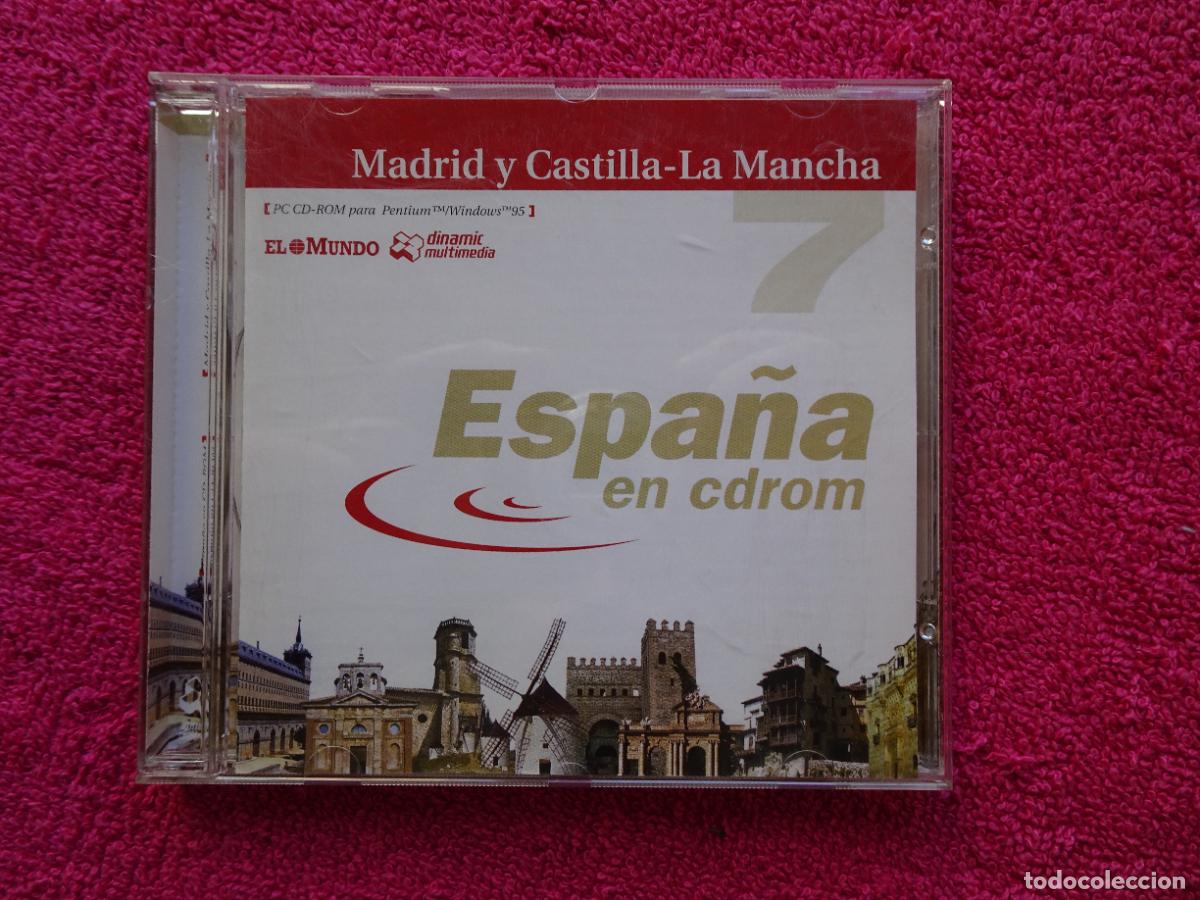 Madrid y Castilla-La Mancha
[ PC CD-ROM para Pentium™/Windows™95 ]
EL MUNDO
dinamic
multimedia
7
España
en cdrom
todocoleccion